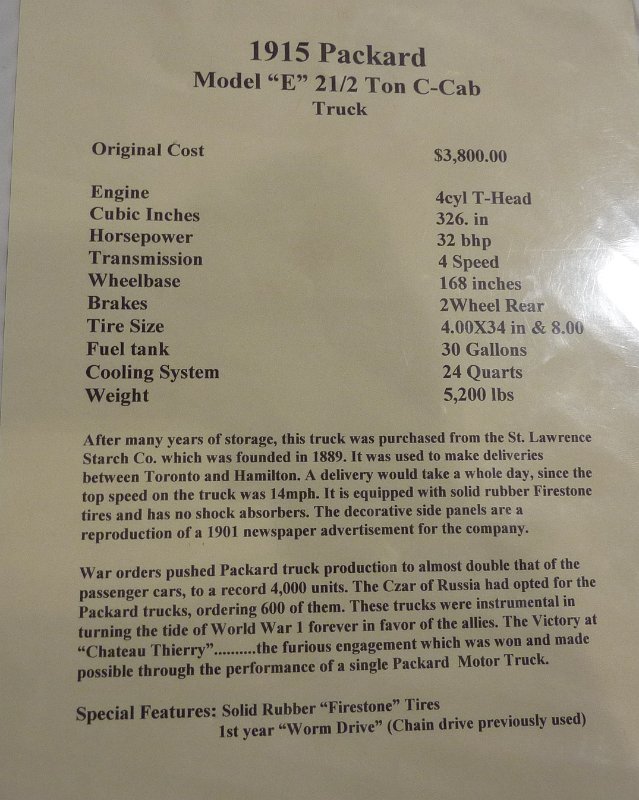 1915 Packard
Model “E” 21/2 Ton C-Cab
Truck
Original Cost $3,800.00
Engine 4cyl T-Head
Cubic Inches 326. in
Horsepower 32 bhp
Transmission 4 Speed
Wheelbase 168 inches
Brakes 2Wheel Rear
Tire Size 4.00X34 in & 8.00
Fuel tank 30 Gallons
Cooling System 24 Quarts
Weight 5,200 lbs
After many years of storage, this truck was purchased from the St. Lawrence
Starch Co. which was founded in 1889. It was used to make deliveries
between Toronto and Hamilton. A delivery would take a whole day, since the
top speed on the truck was 14mph. It is equipped with solid rubber Firestone
tires and has no shock absorbers. The decorative side panels are a
reproduction of a 1901 newspaper advertisement for the company.
War orders pushed Packard truck production to almost double that of the
passenger cars, to a record 4,000 units. The Czar of Russia had opted for the
Packard trucks, ordering 600 of them. These trucks were instrumental in
turning the tide of World War 1 forever in favor of the allies. The Victory at
“Chateau Thierry”..........the furious engagement which was won and made
possible through the performance of a single Packard Motor Truck.
Special Features: Solid Rubber “Firestone” Tires
1st year “Worm Drive” (Chain drive previously used)